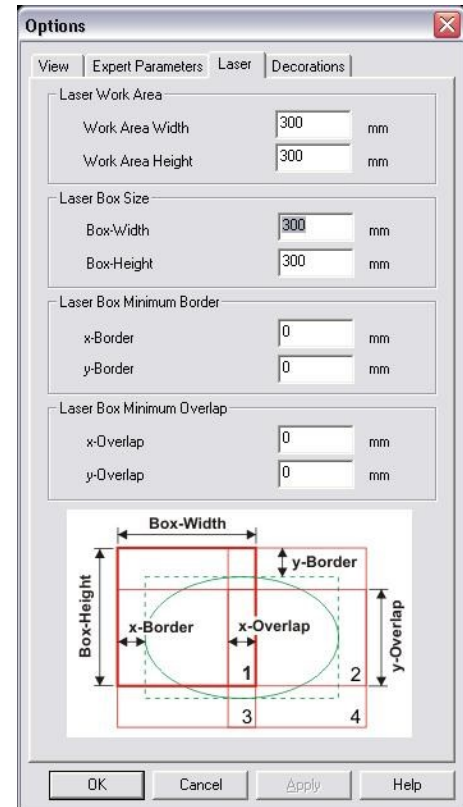 Options
View Expert Parameters Laser Decorations
Laser Work Area
Work Area Width 300 mm
Work Area Height 300 mm
Laser Box Size
Box-Width 300 mm
Box-Height 300 mm
Laser Box Minimum Border
x-Border 0 mm
y-Border 0 mm
Laser Box Minimum Overlap
x-Overlap 0 mm
y-Overlap 0 mm
Box-Width
y-Border
Box-Height
x-Border x-Overlap
y-Overlap
1 2
3 4
OK Cancel Apply Help